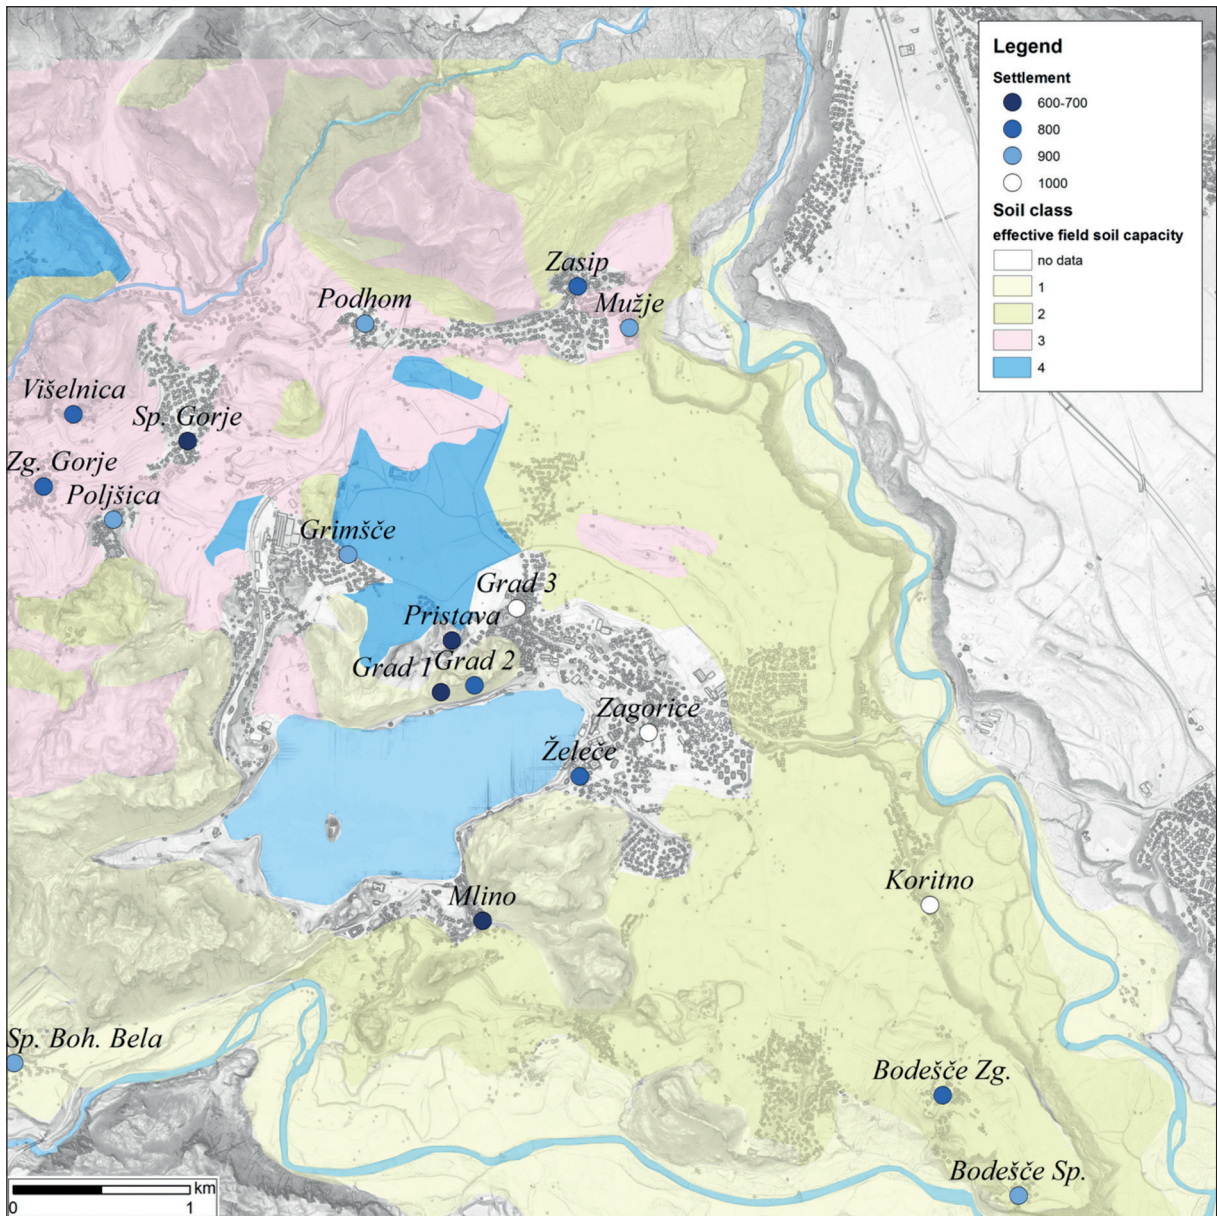 Legend
Settlement
600-700
800
900
1000
Soil class
effective field soil capacity
no data
1
2
3
4
Zasip
Podhom
Mužje
Višelnica
Sp. Gorje
Zg. Gorje
Poljšica
Grimšče
Grad 3
Pristava
Grad 1
Grad 2
Zagorice
Želeče
Koritno
Mlino
Sp. Boh. Bela
Bodešče Zg.
Bodešče Sp.
km
0 1